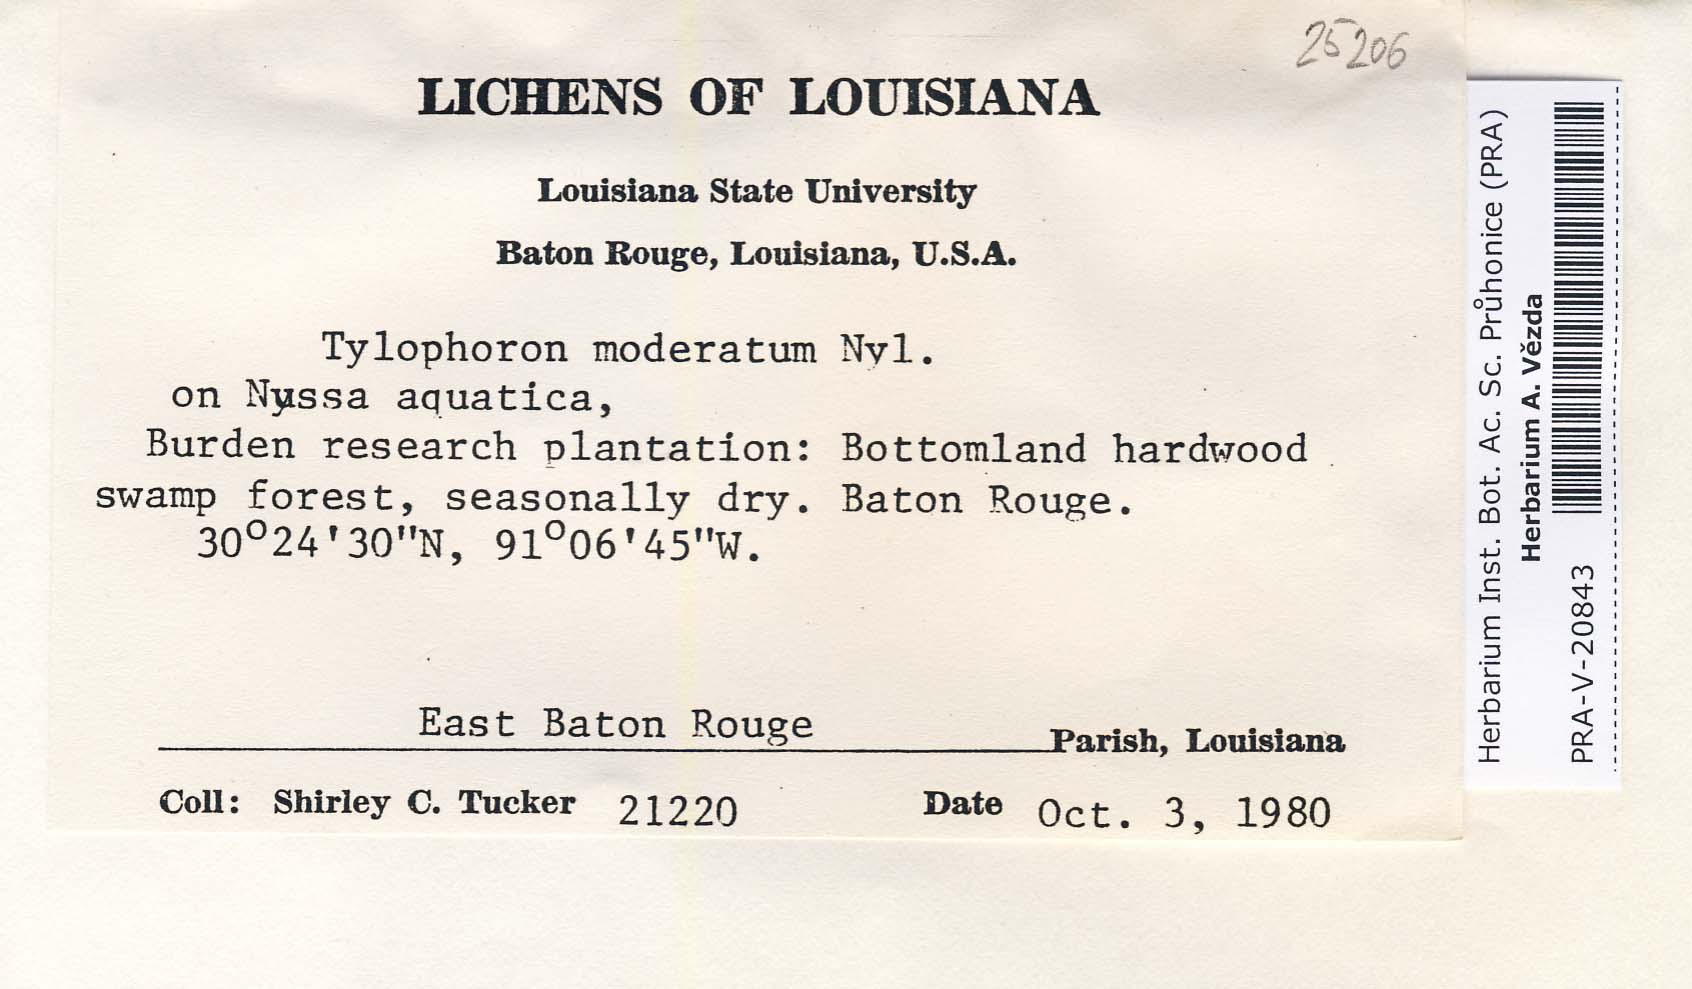 25206
LICHENS OF LOUISIANA
Louisiana State University
Baton Rouge, Louisiana, U.S.A.
Tylophoron moderatum Nyl.
on Nyssa aquatica,
Burden research plantation: Bottomland hardwood
swamp forest, seasonally dry. Baton Rouge.
30°24'30"N, 91°06'45"W.
East Baton Rouge Parish, Louisiana
Coll: Shirley C. Tucker 21220 Date Oct. 3, 1980
Herbarium Inst. Bot. Ac. Sc. Průhonice (PRA)
Herbarium A. Vězda
PRA-V-20843